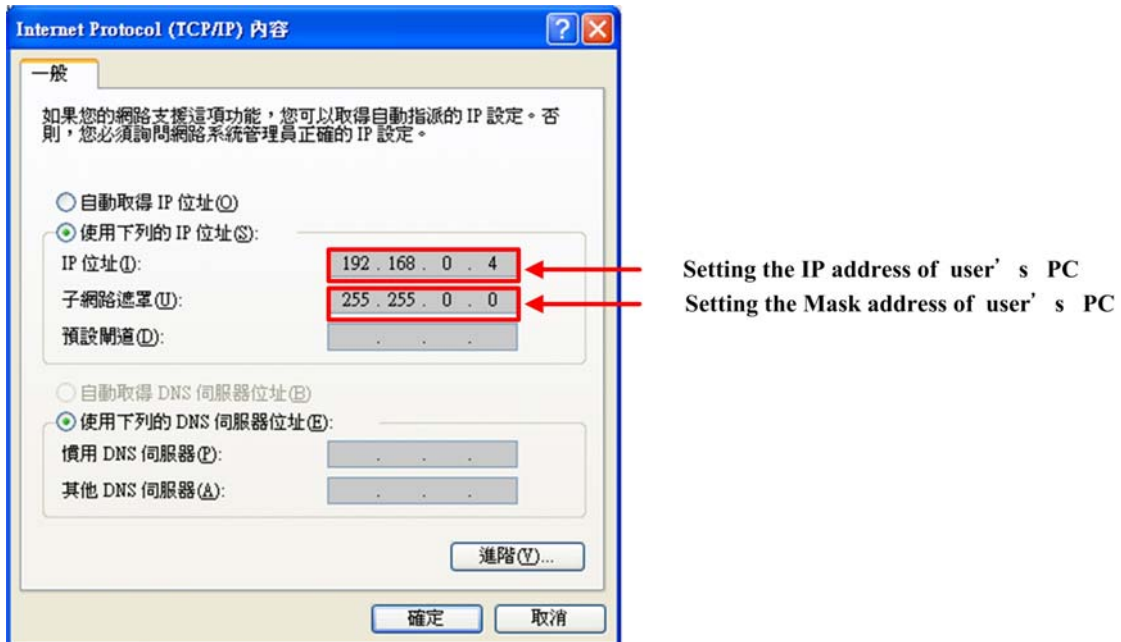 Internet Protocol (TCP/IP) 內容
一般
如果您的網路支援這項功能，您可以取得自動指派的 IP 設定。否
則，您必須詢問網路系統管理員正確的 IP 設定。
自動取得 IP 位址(O)
使用下列的 IP 位址(S):
IP 位址(I): 192 . 168 . 0 . 4
Setting the IP address of user’s PC
子網路遮罩(U): 255 . 255 . 0 . 0
Setting the Mask address of user’s PC
預設閘道(D): . . .
自動取得 DNS 伺服器位址(B)
使用下列的 DNS 伺服器位址(E):
慣用 DNS 伺服器(P): . . .
其他 DNS 伺服器(A): . . .
進階(V)...
確定 取消